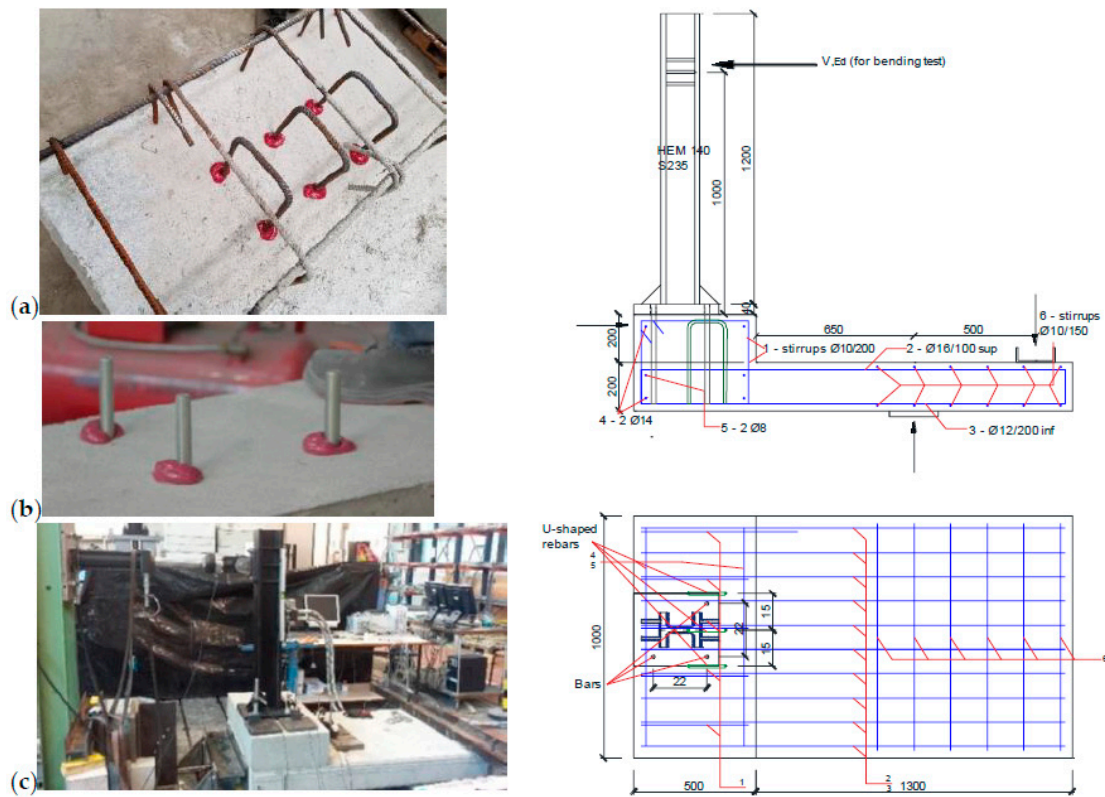 (a)
(b)
(c)
V,Ed (for bending test)
HEM 140
S235
1200
1000
40
200
200
650
500
6 - stirrups
Ø10/150
1 - stirrups Ø10/200
2 - Ø16/100 sup
4 - 2 Ø14
5 - 2 Ø8
3 - Ø12/200 inf
U-shaped
rebars
4
5
1000
15
22
15
22
Bars
6
1
2
3
500
1300